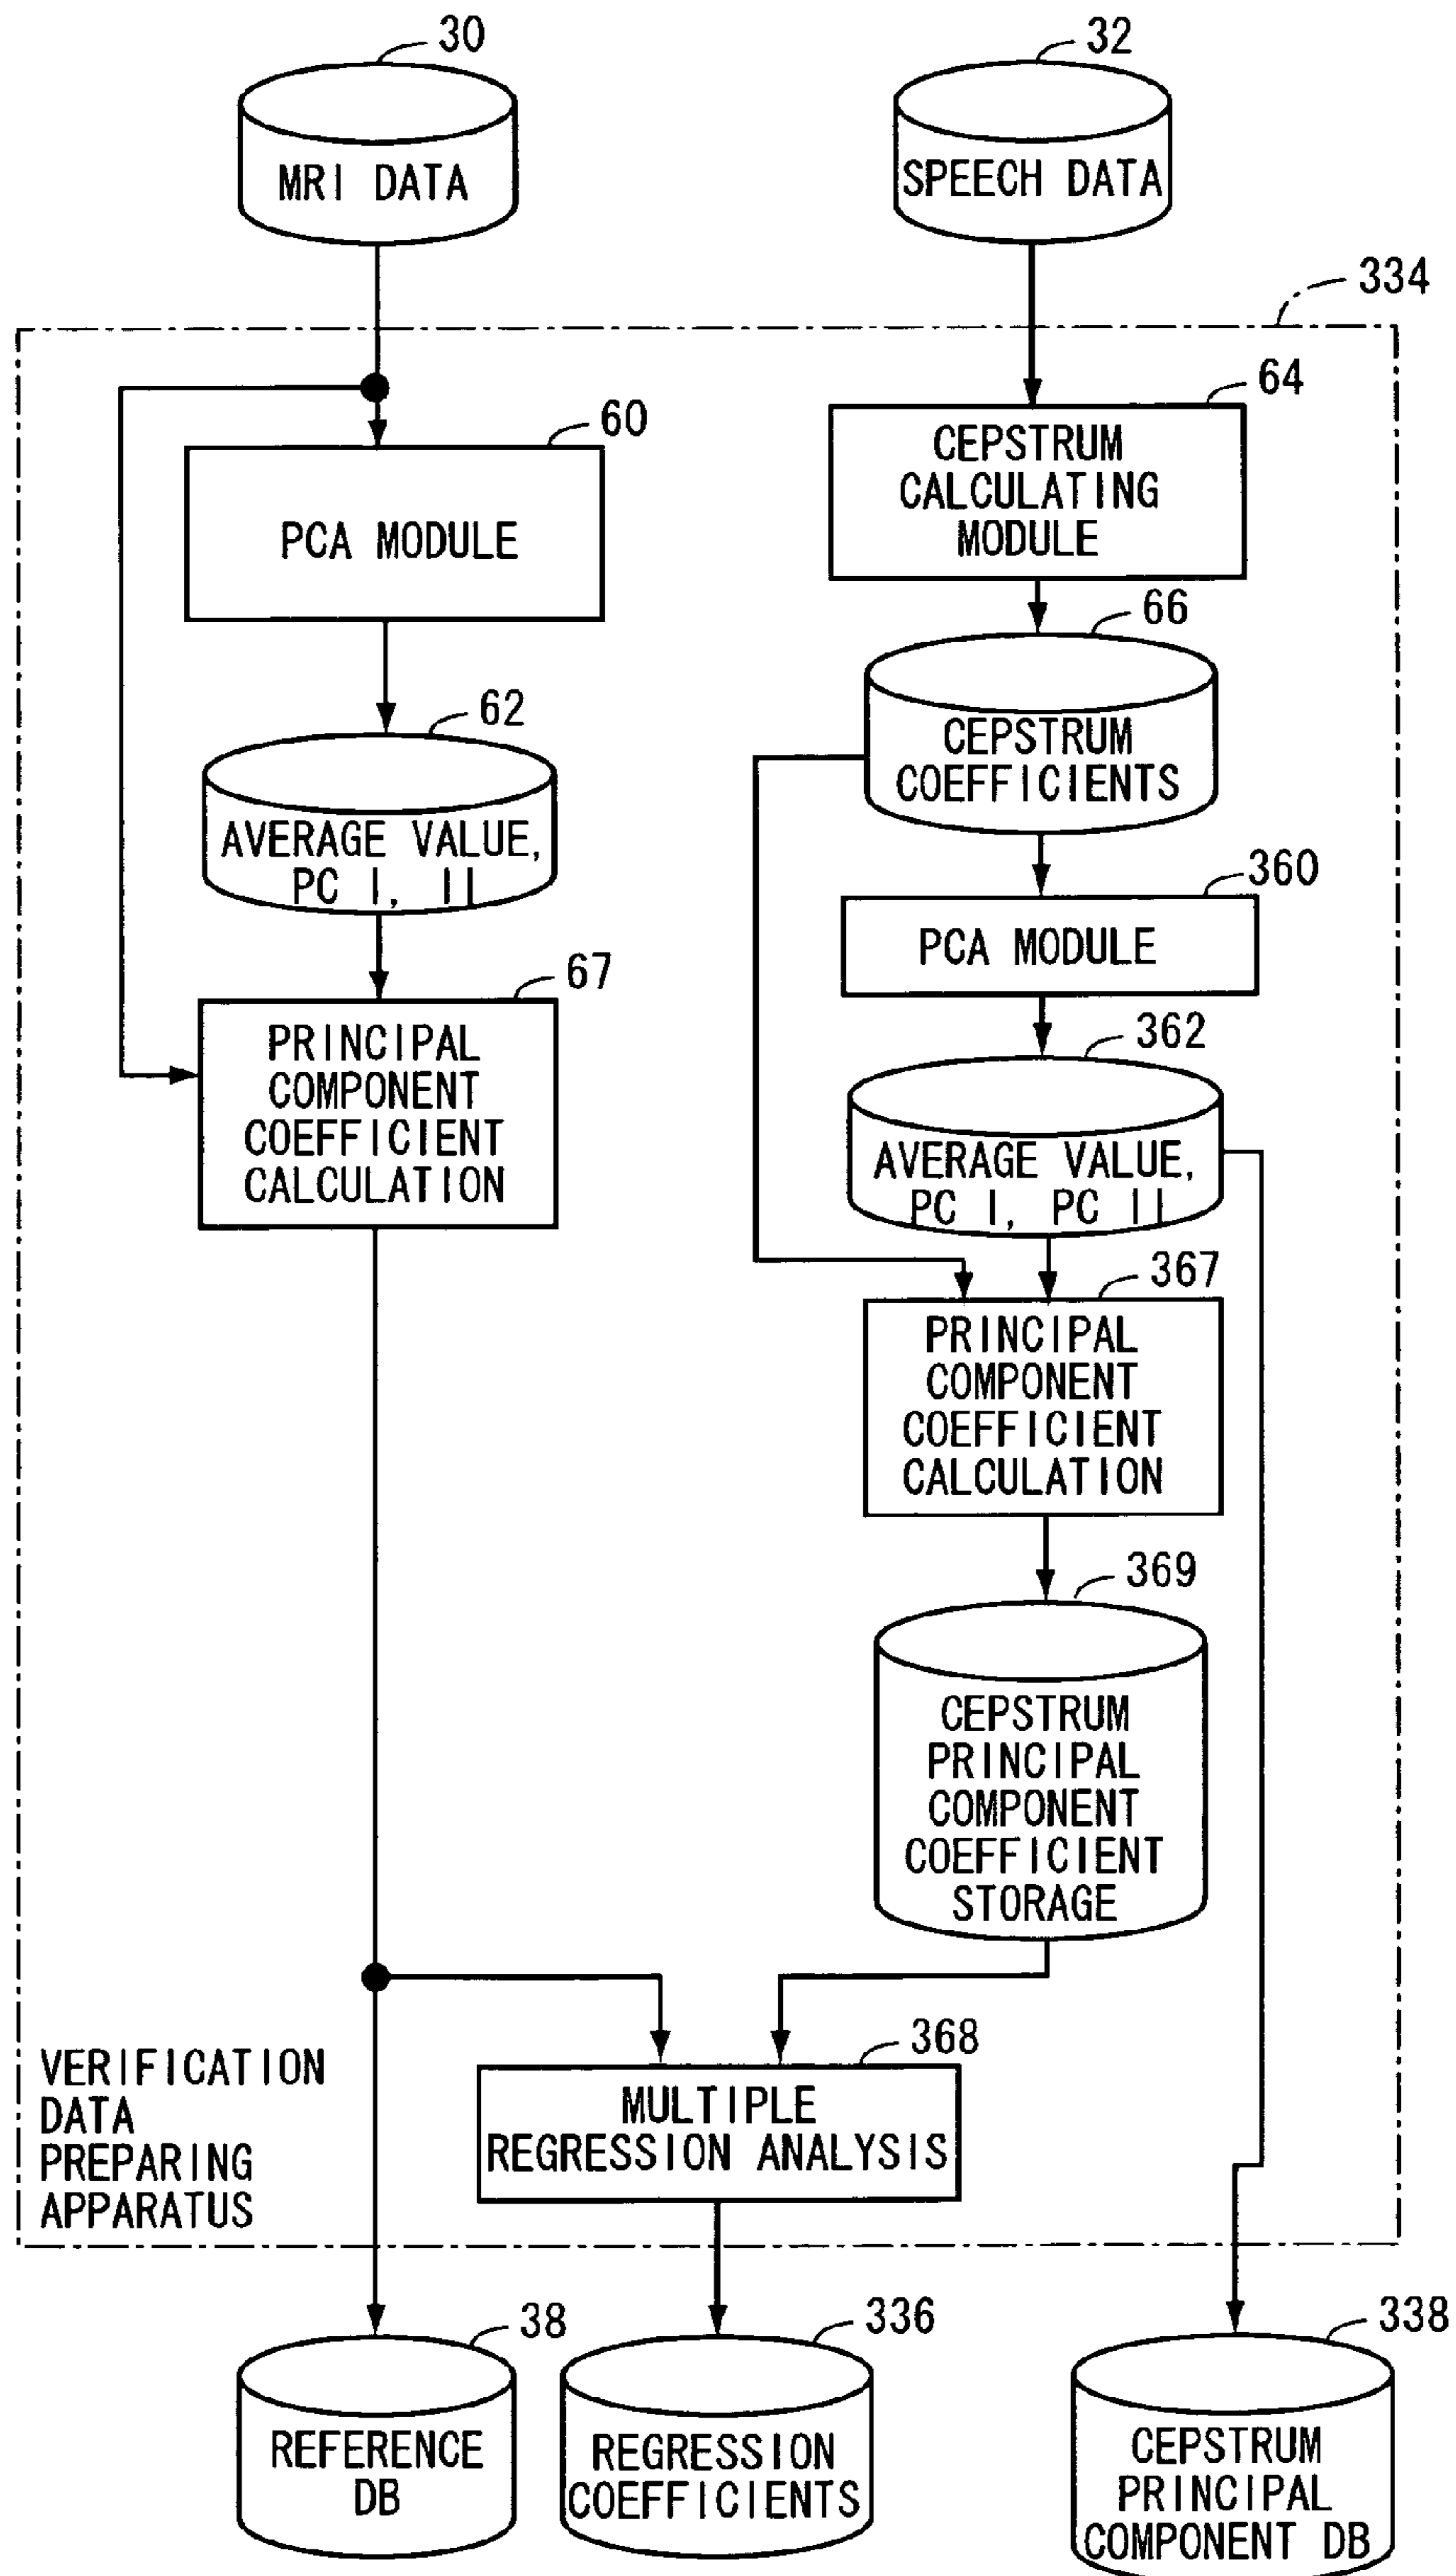 30
32
MRI DATA
SPEECH DATA
334
60
PCA MODULE
64
CEPSTRUM
CALCULATING
MODULE
62
AVERAGE VALUE,
PC I, II
66
CEPSTRUM
COEFFICIENTS
360
PCA MODULE
67
PRINCIPAL
COMPONENT
COEFFICIENT
CALCULATION
362
AVERAGE VALUE,
PC I, PC II
367
PRINCIPAL
COMPONENT
COEFFICIENT
CALCULATION
369
CEPSTRUM
PRINCIPAL
COMPONENT
COEFFICIENT
STORAGE
368
MULTIPLE
REGRESSION ANALYSIS
VERIFICATION
DATA
PREPARING
APPARATUS
38
REFERENCE
DB
336
REGRESSION
COEFFICIENTS
338
CEPSTRUM
PRINCIPAL
COMPONENT DB